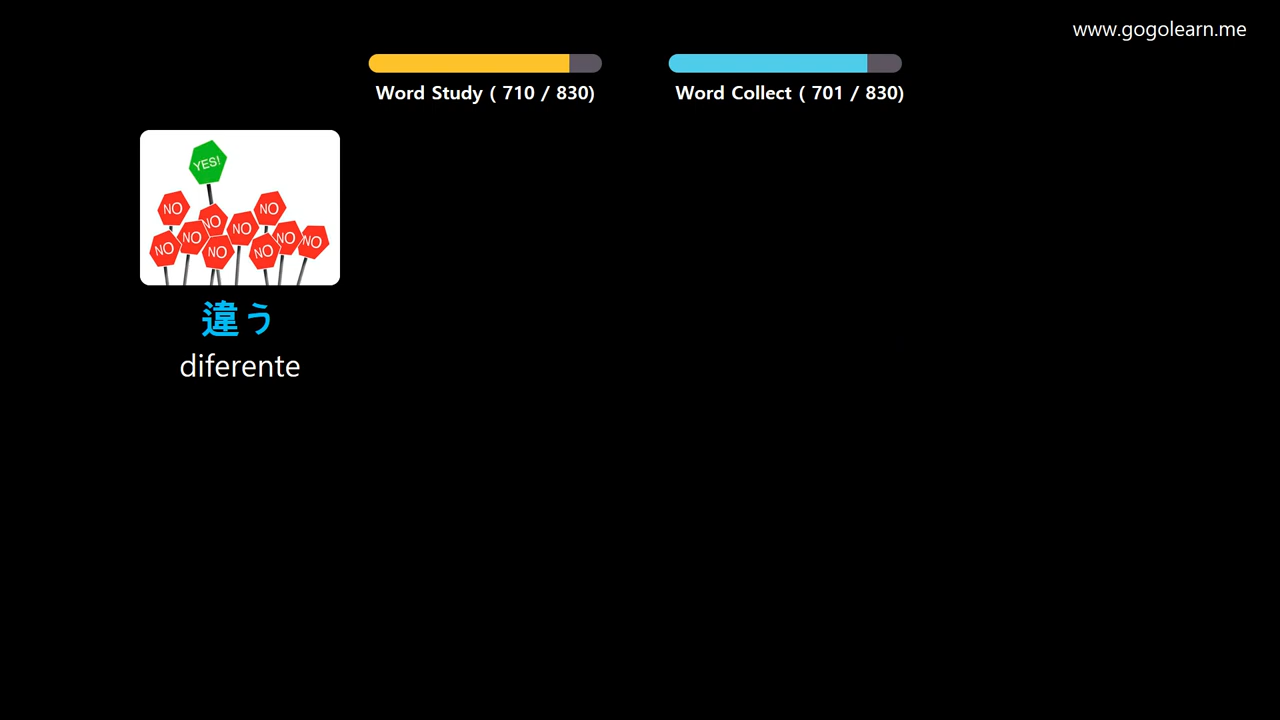 www.gogolearn.me
Word Study ( 710 / 830)
Word Collect ( 701 / 830)
YES!
NO
NO
NO
NO
NO
NO
NO
NO
NO
NO
違う
diferente